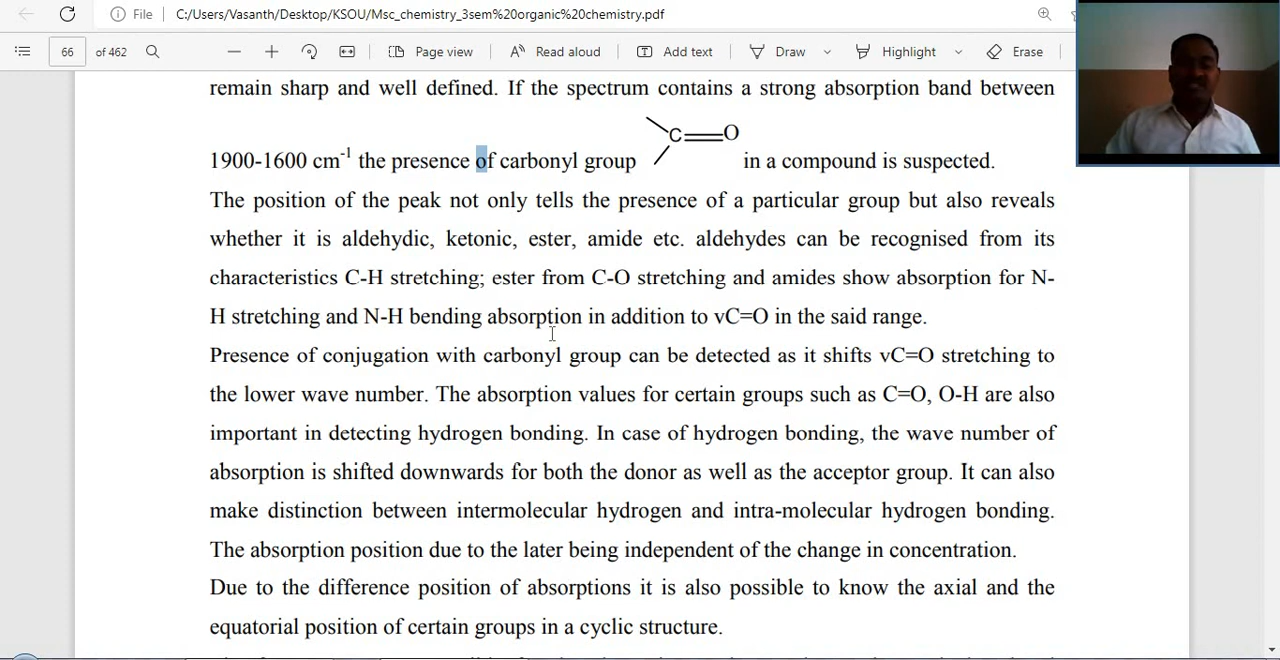 File C:/Users/Vasanth/Desktop/KSOU/Msc_chemistry_3sem%20organic%20chemistry.pdf
66 of 462 Page view Read aloud Add text Draw Highlight Erase
remain sharp and well defined. If the spectrum contains a strong absorption band between
C O
1900-1600 cm-1 the presence of carbonyl group in a compound is suspected.
The position of the peak not only tells the presence of a particular group but also reveals
whether it is aldehydic, ketonic, ester, amide etc. aldehydes can be recognised from its
characteristics C-H stretching; ester from C-O stretching and amides show absorption for N-
H stretching and N-H bending absorption in addition to vC=O in the said range.
Presence of conjugation with carbonyl group can be detected as it shifts vC=O stretching to
the lower wave number. The absorption values for certain groups such as C=O, O-H are also
important in detecting hydrogen bonding. In case of hydrogen bonding, the wave number of
absorption is shifted downwards for both the donor as well as the acceptor group. It can also
make distinction between intermolecular hydrogen and intra-molecular hydrogen bonding.
The absorption position due to the later being independent of the change in concentration.
Due to the difference position of absorptions it is also possible to know the axial and the
equatorial position of certain groups in a cyclic structure.